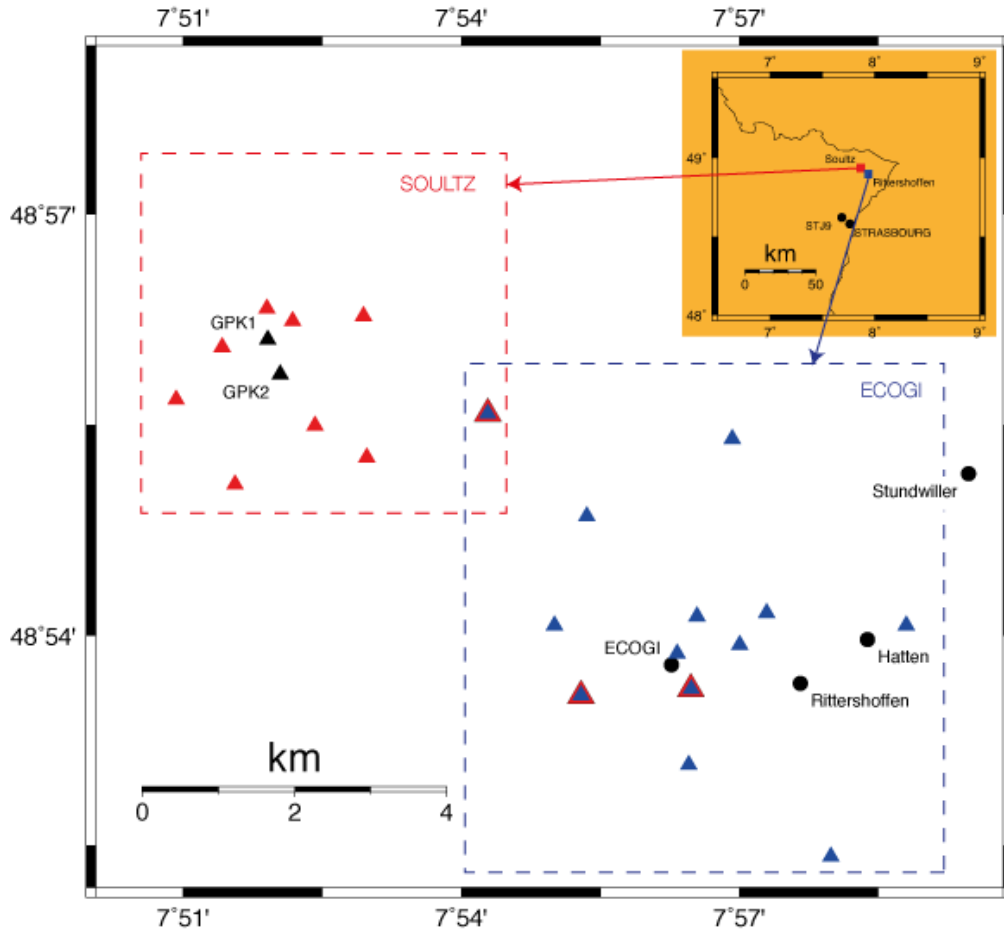 7°51'
7°54'
7°57'
7°
8°
9°
SOULTZ
49°
Soultz
Rittershoffen
48°57'
STJ9
STRASBOURG
km
0
50
48°
7°
8°
9°
GPK1
GPK2
ECOGI
Stundwiller
48°54'
ECOGI
Hatten
Rittershoffen
km
0
2
4
7°51'
7°54'
7°57'